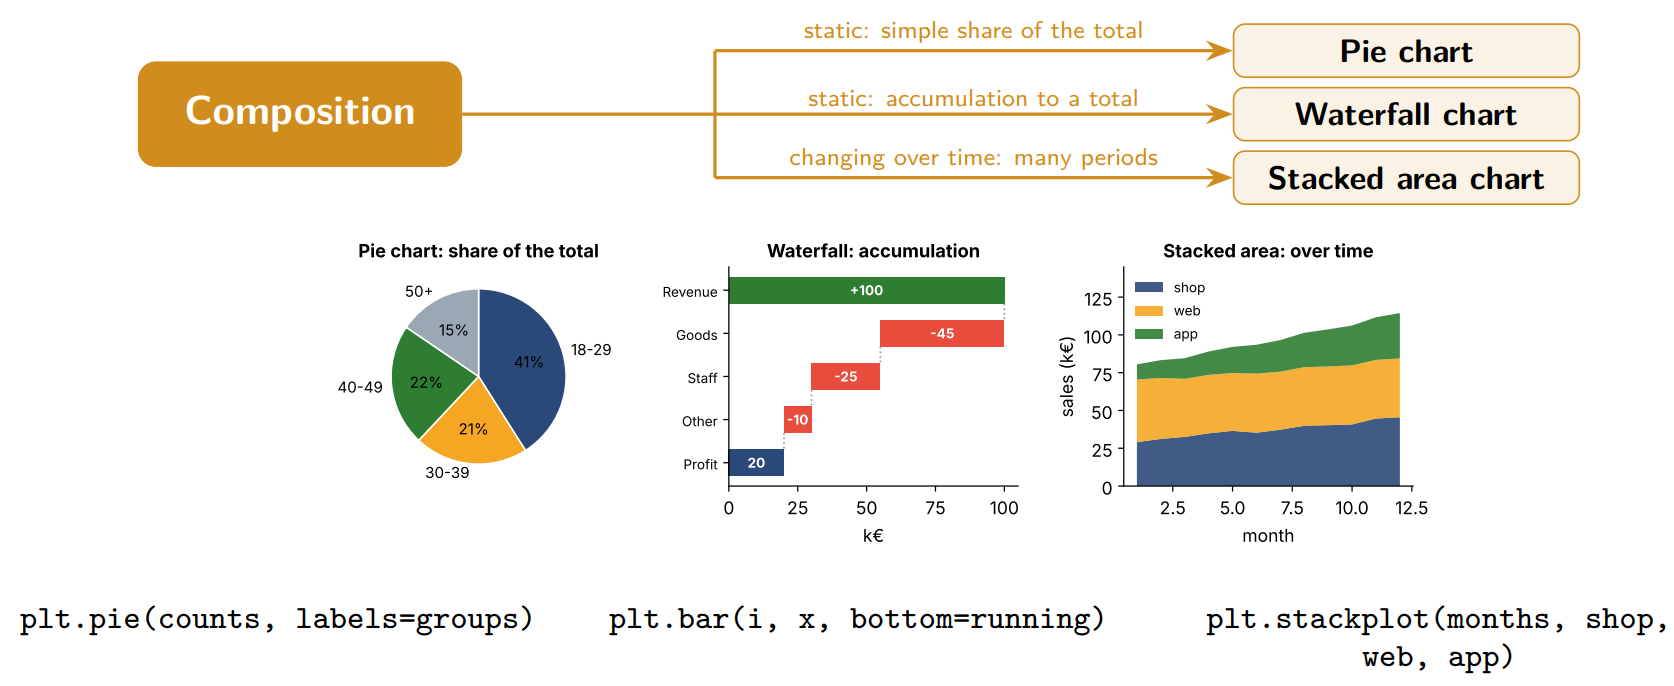 static: simple share of the total
Pie chart
Composition
static: accumulation to a total
Waterfall chart
changing over time: many periods
Stacked area chart
Pie chart: share of the total
50+
15%
41%
18-29
40-49
22%
21%
30-39
Waterfall: accumulation
Revenue
+100
Goods
-45
Staff
-25
Other
-10
Profit
20
0 25 50 75 100
k€
Stacked area: over time
shop
web
app
125
100
75
50
25
0
sales (k€)
2.5 5.0 7.5 10.0 12.5
month
plt.pie(counts, labels=groups)
plt.bar(i, x, bottom=running)
plt.stackplot(months, shop,
web, app)